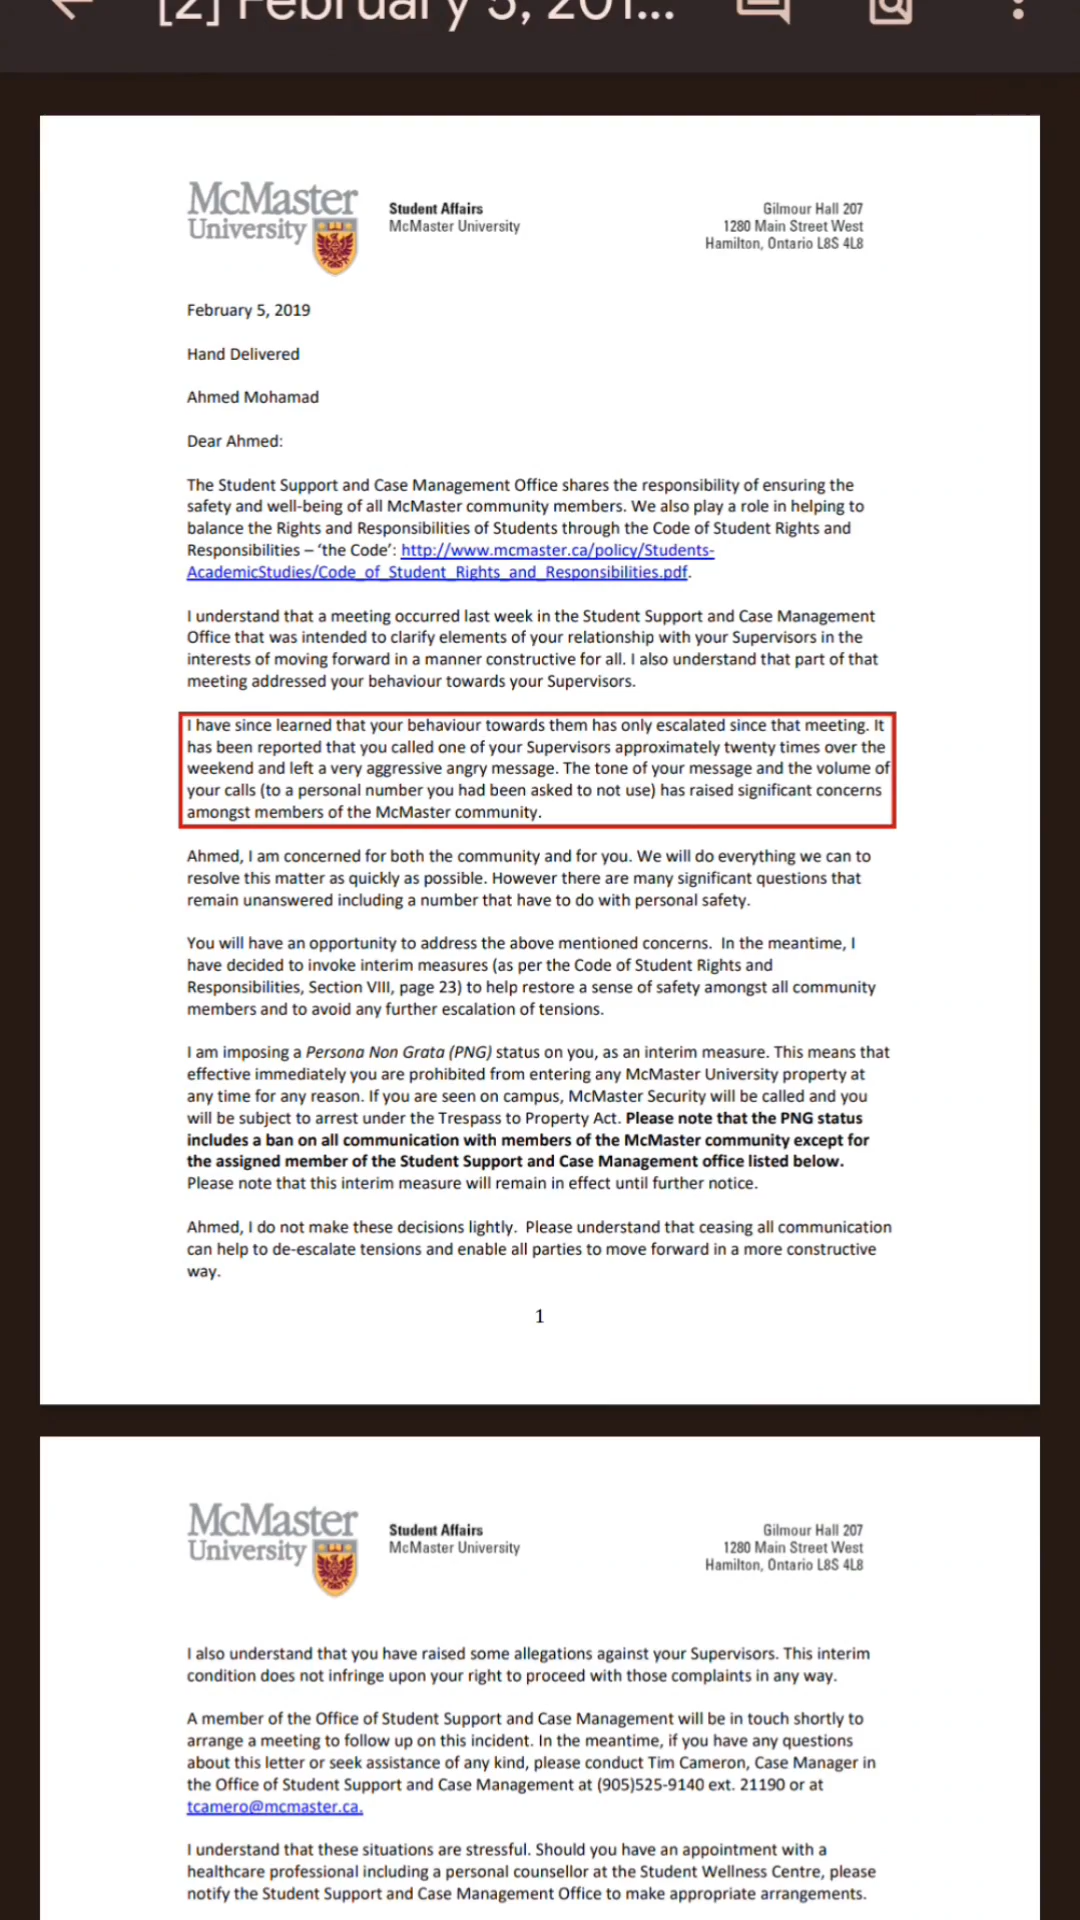 [2] February 5, 201...
McMaster
University
Student Affairs
McMaster University
Gilmour Hall 207
1280 Main Street West
Hamilton, Ontario L8S 4L8
February 5, 2019
Hand Delivered
Ahmed Mohamad
Dear Ahmed:
The Student Support and Case Management Office shares the responsibility of ensuring the
safety and well-being of all McMaster community members. We also play a role in helping to
balance the Rights and Responsibilities of Students through the Code of Student Rights and
Responsibilities – ‘the Code’: http://www.mcmaster.ca/policy/Students-
AcademicStudies/Code_of_Student_Rights_and_Responsibilities.pdf.
I understand that a meeting occurred last week in the Student Support and Case Management
Office that was intended to clarify elements of your relationship with your Supervisors in the
interests of moving forward in a manner constructive for all. I also understand that part of that
meeting addressed your behaviour towards your Supervisors.
I have since learned that your behaviour towards them has only escalated since that meeting. It
has been reported that you called one of your Supervisors approximately twenty times over the
weekend and left a very aggressive angry message. The tone of your message and the volume of
your calls (to a personal number you had been asked to not use) has raised significant concerns
amongst members of the McMaster community.
Ahmed, I am concerned for both the community and for you. We will do everything we can to
resolve this matter as quickly as possible. However there are many significant questions that
remain unanswered including a number that have to do with personal safety.
You will have an opportunity to address the above mentioned concerns.  In the meantime, I
have decided to invoke interim measures (as per the Code of Student Rights and
Responsibilities, Section VIII, page 23) to help restore a sense of safety amongst all community
members and to avoid any further escalation of tensions.
I am imposing a Persona Non Grata (PNG) status on you, as an interim measure. This means that
effective immediately you are prohibited from entering any McMaster University property at
any time for any reason. If you are seen on campus, McMaster Security will be called and you
will be subject to arrest under the Trespass to Property Act. Please note that the PNG status
includes a ban on all communication with members of the McMaster community except for
the assigned member of the Student Support and Case Management office listed below.
Please note that this interim measure will remain in effect until further notice.
Ahmed, I do not make these decisions lightly.  Please understand that ceasing all communication
can help to de-escalate tensions and enable all parties to move forward in a more constructive
way.
1
McMaster
University
Student Affairs
McMaster University
Gilmour Hall 207
1280 Main Street West
Hamilton, Ontario L8S 4L8
I also understand that you have raised some allegations against your Supervisors. This interim
condition does not infringe upon your right to proceed with those complaints in any way.
A member of the Office of Student Support and Case Management will be in touch shortly to
arrange a meeting to follow up on this incident. In the meantime, if you have any questions
about this letter or seek assistance of any kind, please conduct Tim Cameron, Case Manager in
the Office of Student Support and Case Management at (905)525-9140 ext. 21190 or at
tcamero@mcmaster.ca.
I understand that these situations are stressful. Should you have an appointment with a
healthcare professional including a personal counsellor at the Student Wellness Centre, please
notify the Student Support and Case Management Office to make appropriate arrangements.